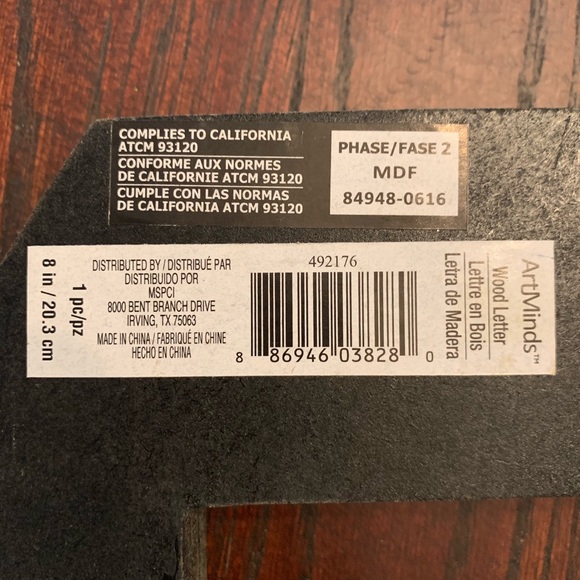 COMPLIES TO CALIFORNIA
ATCM 93120
CONFORME AUX NORMES
DE CALIFORNIE ATCM 93120
CUMPLE CON LAS NORMAS
DE CALIFORNIA ATCM 93120
PHASE/FASE 2
MDF
84948-0616
8 in / 20.3 cm
1 pc/pz
DISTRIBUTED BY / DISTRIBUÉ PAR
DISTRIBUIDO POR
MSPCI
8000 BENT BRANCH DRIVE
IRVING, TX 75063
MADE IN CHINA / FABRIQUÉ EN CHINE
HECHO EN CHINA
492176
8 86946 03828 0
ArtMinds™
Wood Letter
Lettre en Bois
Letra de Madera